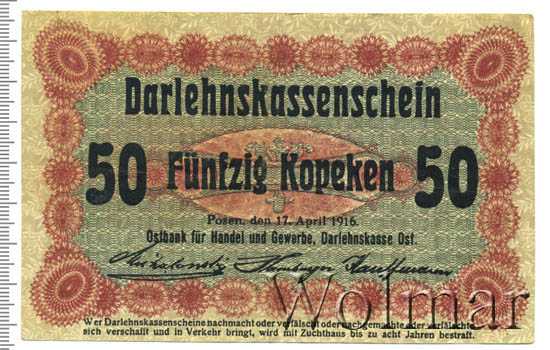 Darlehnskassenschein
50 Fünfzig Kopeken 50
Posen, den 17. April 1916.
Ostbank für Handel und Gewerbe, Darlehnskasse Ost.
Hamburger Kauffmann
Wolmar
Wer Darlehnskassenscheine nachmacht oder verfälscht oder nachgemachte oder verfälschte
sich verschafft und in Verkehr bringt, wird mit Zuchthaus bis zu acht Jahren bestraft.